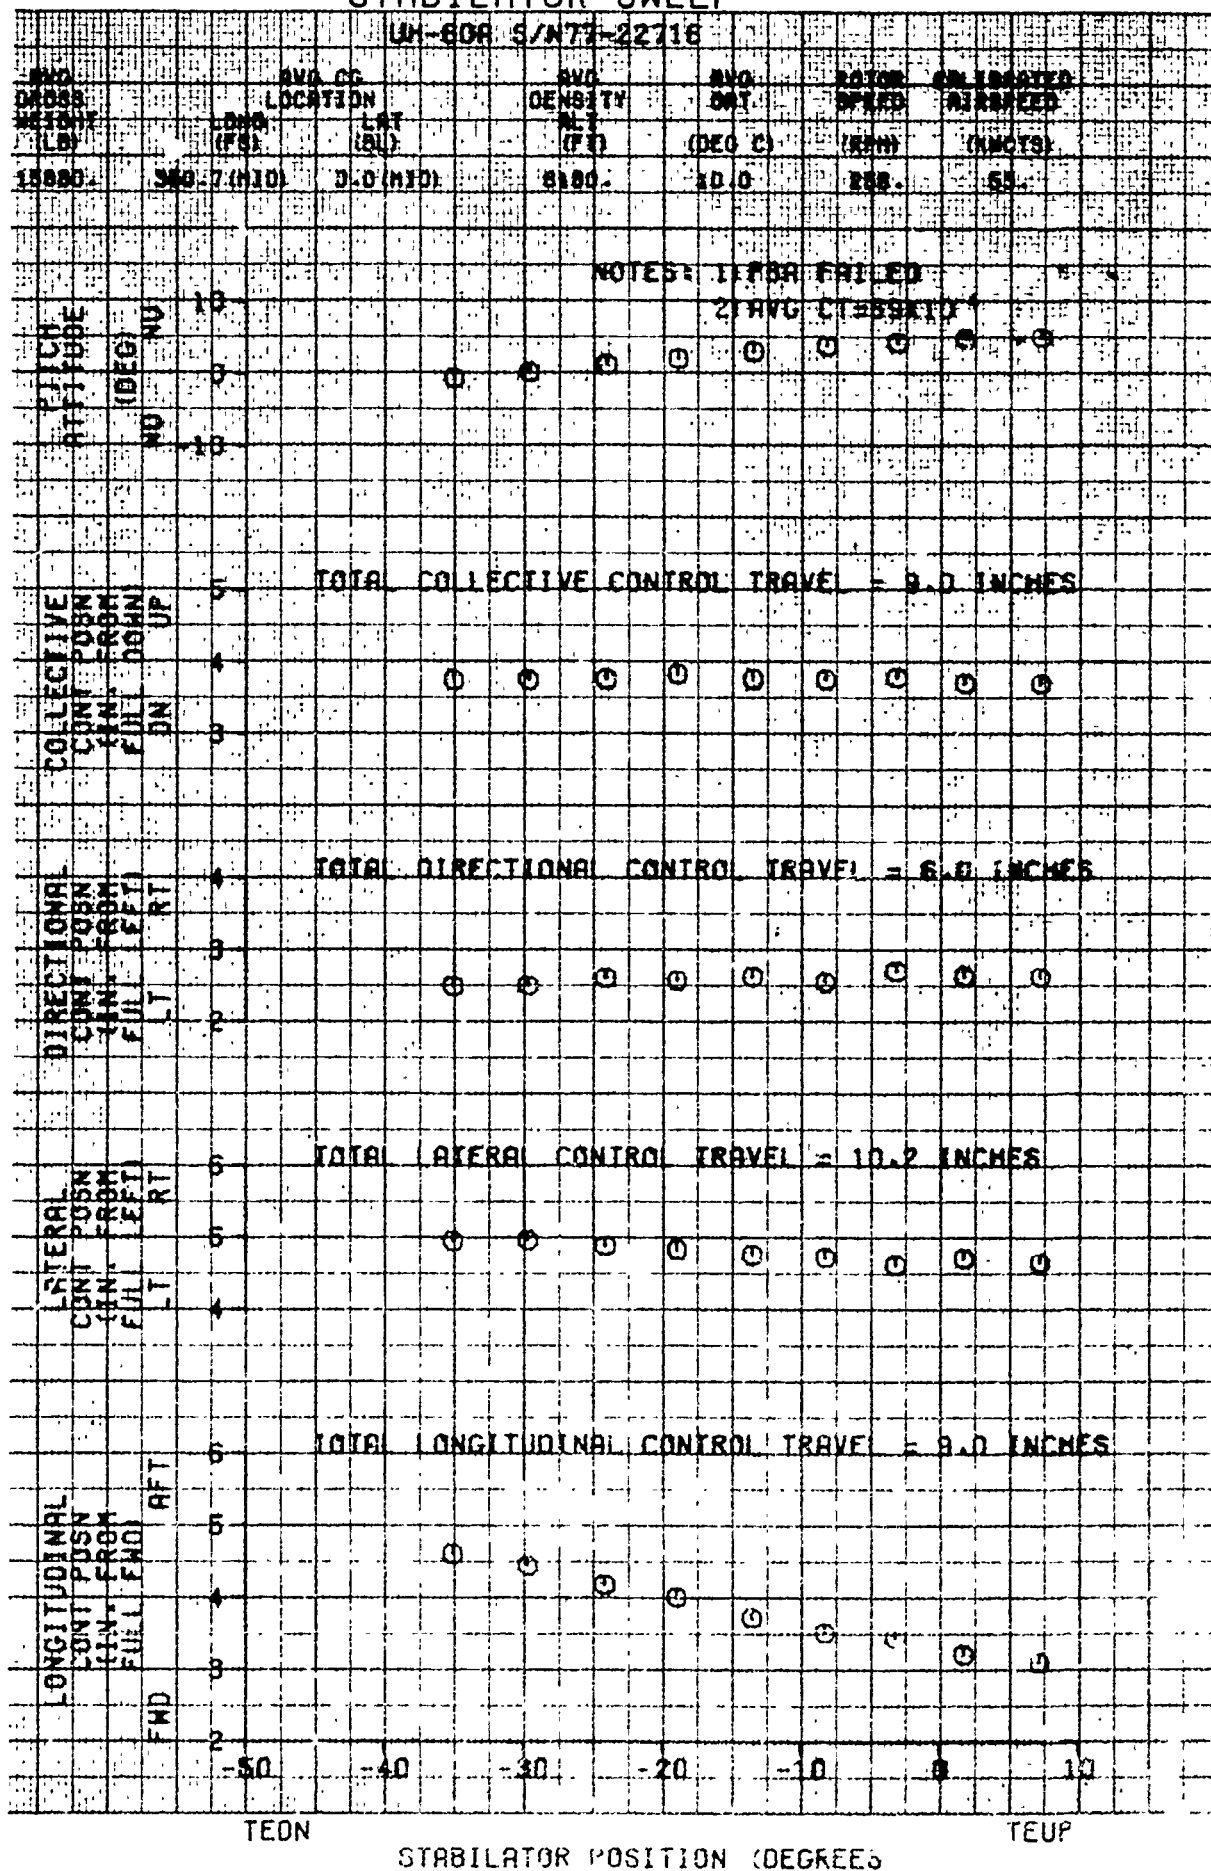 STABILATOR SWEEP
UH-60A S/N77-22716
AVG GROSS WEIGHT (LB)
AVG CG LOCATION
LONG (FS)
LAT (BL)
AVG DENSITY ALT (FT)
AVG OAT (DEG C)
ROTOR SPEED (RPM)
CALIBRATED AIRSPEED (KNOTS)
(MID) 0.0(MID) 10.0 258.
NOTES: 1)PBA FAILED
2)AVG
PITCH ATTITUDE (DEG)
ND NU
10
0
-10
TOTAL COLLECTIVE CONTROL TRAVEL = 9.0 INCHES
COLLECTIVE CONT POSN (IN. FROM FULL DOWN)
DN UP
5
4
3
TOTAL DIRECTIONAL CONTROL TRAVEL = 6.0 INCHES
DIRECTIONAL CONT POSN (IN. FROM FULL LEFT)
LT RT
4
3
2
TOTAL LATERAL CONTROL TRAVEL = 10.2 INCHES
LATERAL CONT POSN (IN. FROM FULL LEFT)
LT RT
6
5
4
TOTAL LONGITUDINAL CONTROL TRAVEL = 9.0 INCHES
LONGITUDINAL CONT POSN (IN. FROM FULL FWD)
FWD AFT
6
5
4
3
2
-50 -40 -30 -20 -10 0 10
TEDN TEUP
STABILATOR POSITION (DEGREES